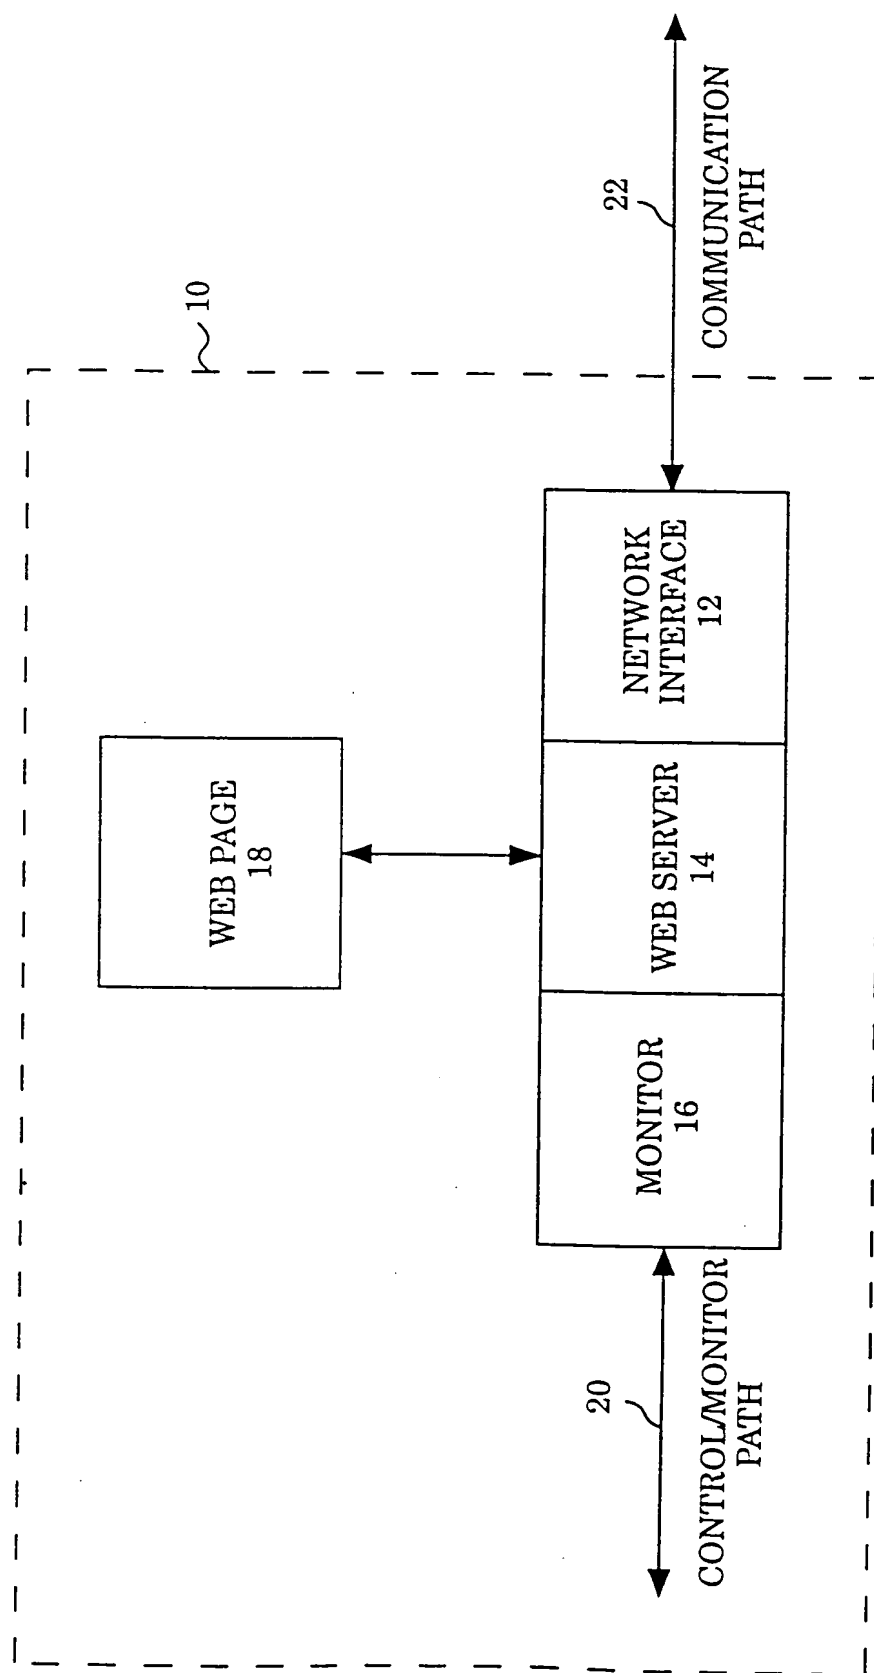 10
WEB PAGE
18
MONITOR
16
WEB SERVER
14
NETWORK
INTERFACE
12
20
CONTROL/MONITOR
PATH
22
COMMUNICATION
PATH